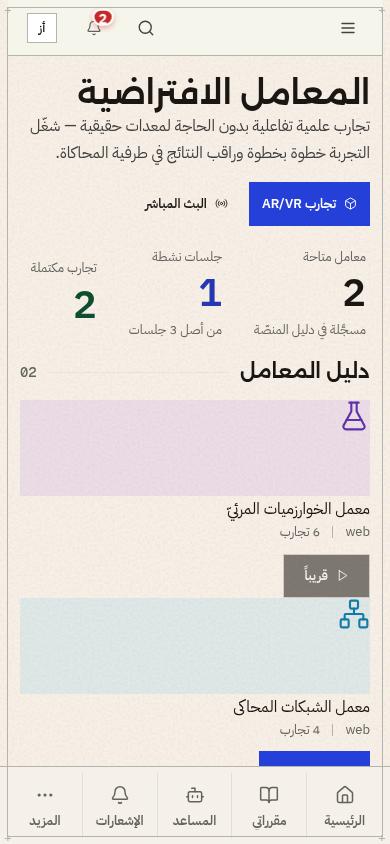 أز
2
المعامل الافتراضية
تجارب علمية تفاعلية بدون الحاجة لمعدات حقيقية — شغّل
التجربة خطوة بخطوة وراقب النتائج في طرفية المحاكاة.
تجارب AR/VR
البث المباشر
معامل متاحة
2
مسجّلة في دليل المنصّة
جلسات نشطة
1
من أصل 3 جلسات
تجارب مكتملة
2
دليل المعامل
02
معمل الخوارزميات المرئيّ
web | 6 تجارب
قريباً
معمل الشبكات المحاكى
web | 4 تجارب
الرئيسية
مقرراتي
المساعد
الإشعارات
المزيد